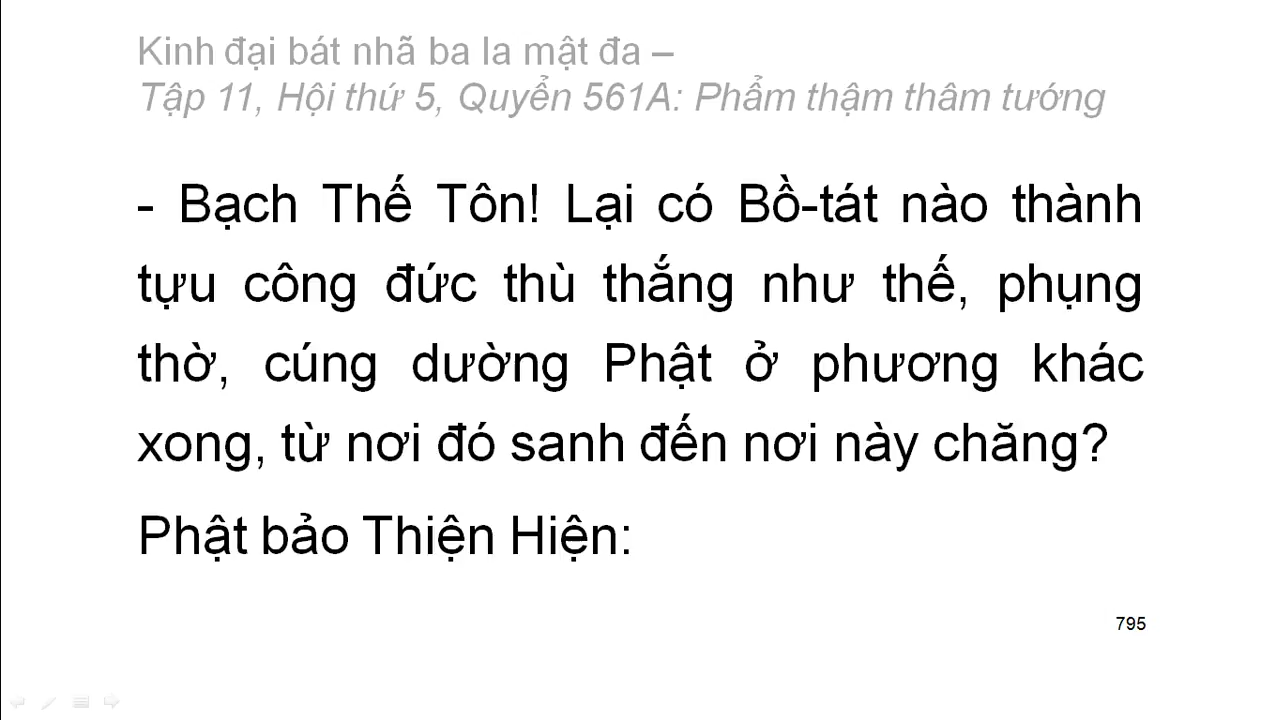 Kinh đại bát nhã ba la mật đa –
Tập 11, Hội thứ 5, Quyển 561A: Phẩm thậm thâm tướng
- Bạch Thế Tôn! Lại có Bồ-tát nào thành
tựu công đức thù thắng như thế, phụng
thờ, cúng dường Phật ở phương khác
xong, từ nơi đó sanh đến nơi này chăng?
Phật bảo Thiện Hiện:
795